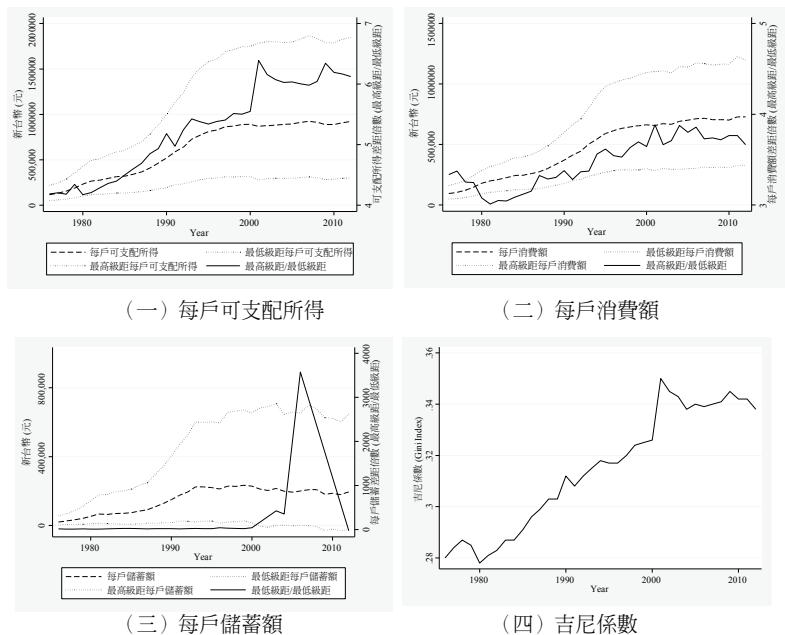 2000000
1500000
1000000
500,000
0
新台幣 (元)
7
6
5
4
可支配所得差距倍數 (最高級距/最低級距)
1980
1990
2000
2010
Year
每戶可支配所得
最低級距每戶可支配所得
最高級距每戶可支配所得
最高級距/最低級距
（一）每戶可支配所得
1500000
1000000
500,000
0
新台幣 (元)
5
4
3
每戶消費額差距倍數 (最高級距/最低級距)
1980
1990
2000
2010
Year
每戶消費額
最低級距每戶消費額
最高級距每戶消費額
最高級距/最低級距
（二）每戶消費額
800,000
400,000
0
新台幣 (元)
4000
3000
2000
1000
0
每戶儲蓄差距倍數 (最高級距/最低級距)
1980
1990
2000
2010
Year
每戶儲蓄額
最低級距每戶儲蓄額
最高級距每戶儲蓄額
最低級距/最低級距
（三）每戶儲蓄額
.36
.34
.32
.3
.28
吉尼係數 (Gini Index)
1980
1990
2000
2010
Year
（四）吉尼係數